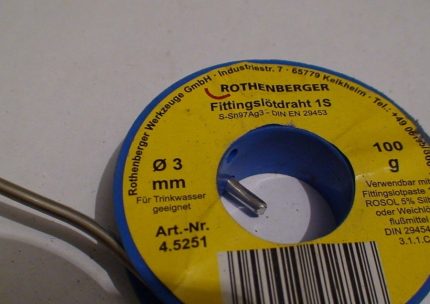 Rothenberger Werkzeuge GmbH · Industriestr. 7 · 65779 Kelkheim · Tel.:
ROTHENBERGER
Fittingslötdraht 1S
S-Sn97Ag3 - DIN EN 29453
Ø 3
mm
Für Trinkwasser
geeignet
Art.-Nr.
4.5251
100
g
Verwendbar mit
Fittingslotpaste
ROSOL 5% Silb
oder Weichlö
flußmittel
DIN 29454
3.1.1.C